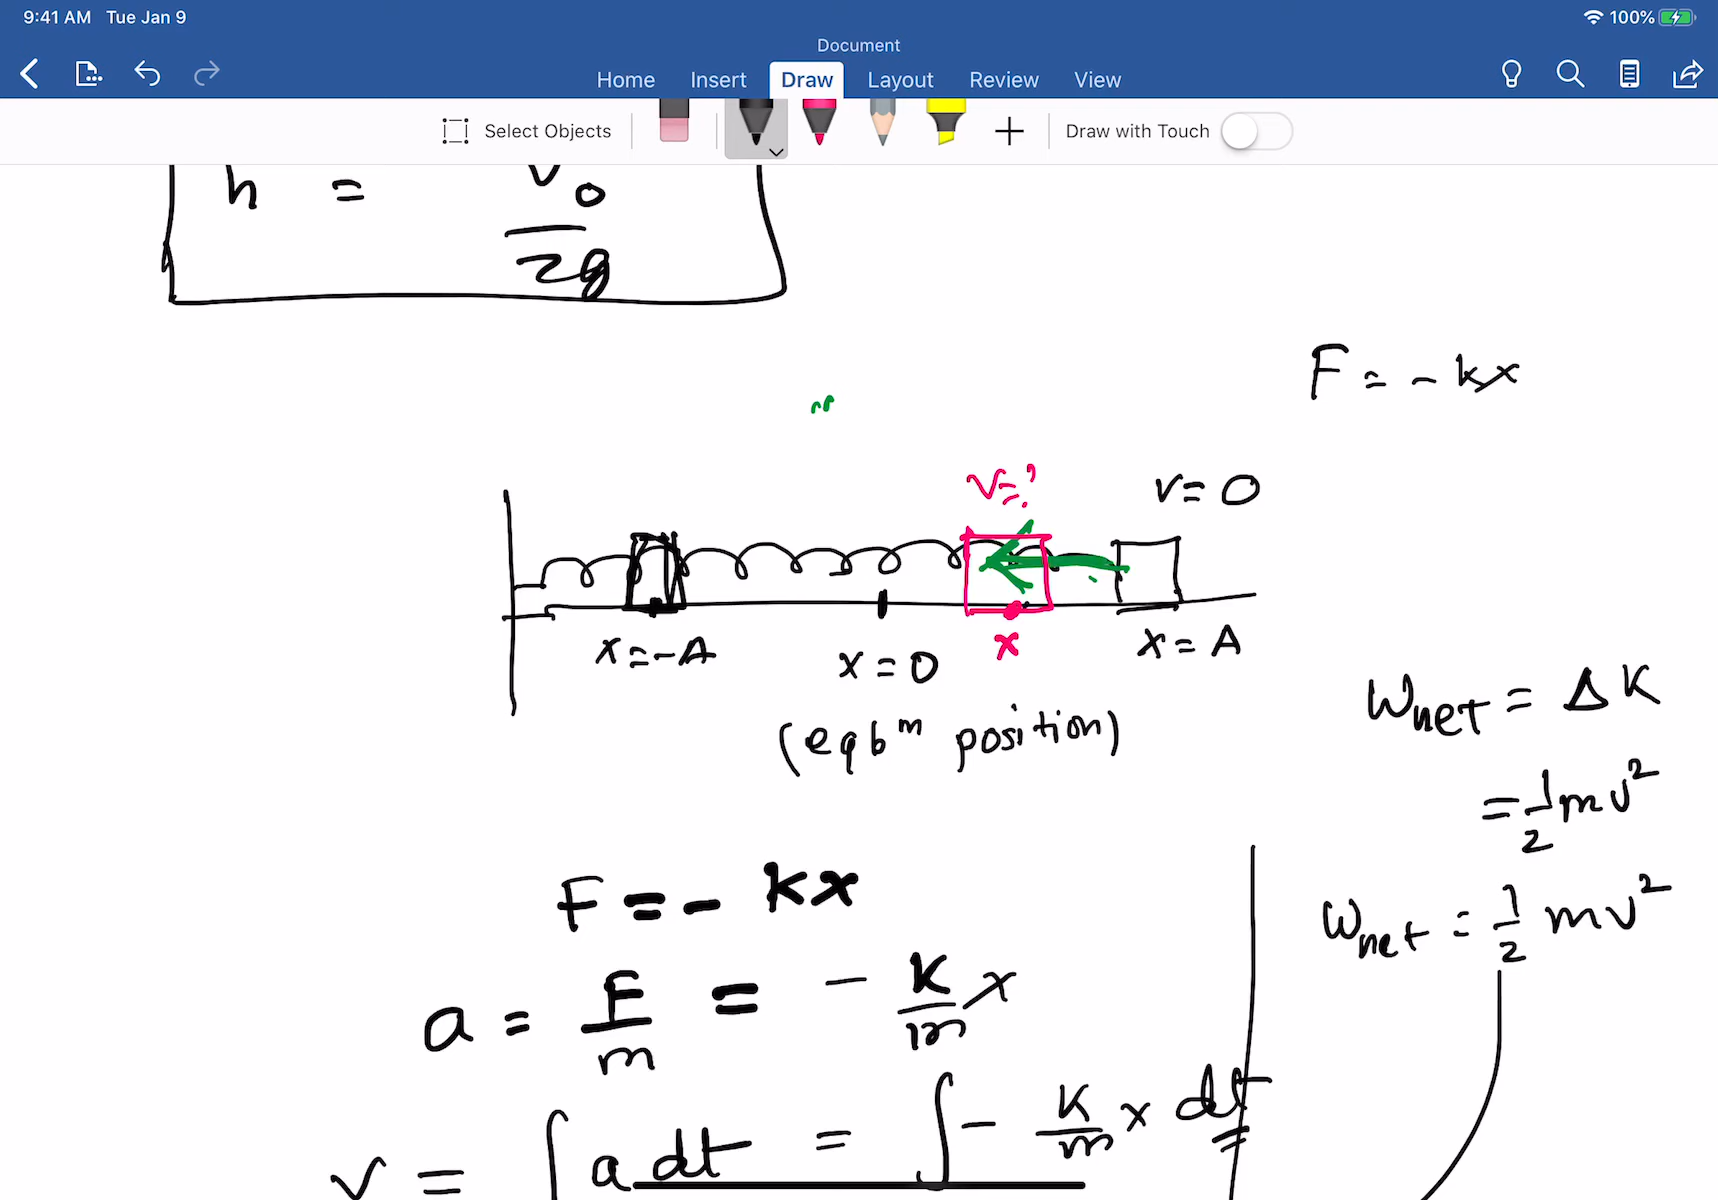 9:41 AM Tue Jan 9
100%
Document
Home Insert Draw Layout Review View
Select Objects
Draw with Touch
h = v₀
2g
F = - kx
v=?
v = 0
x = -A
x = 0
x
x = A
(eqbᵐ position)
Wnet = ΔK
= 1/2 mv²
F = - kx
Wnet = 1/2 mv²
a = F/m = - K/m x
v = ∫ a dt = ∫ - K/m x dt